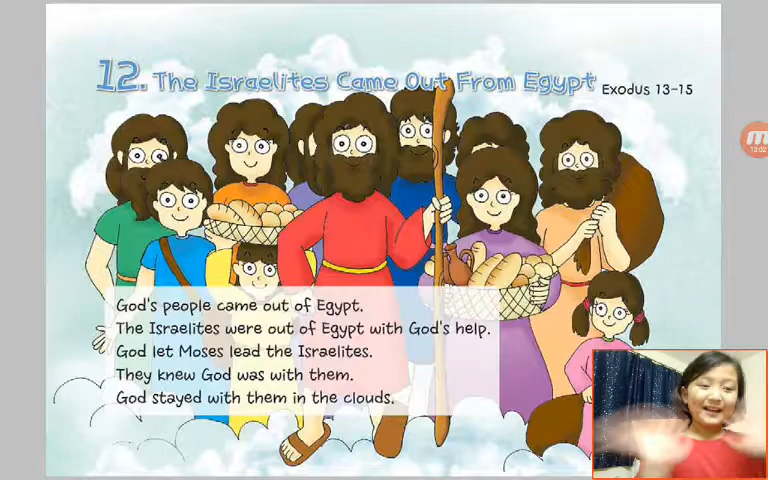 12. The Israelites Came Out From Egypt
Exodus 13-15
God's people came out of Egypt.
The Israelites were out of Egypt with God's help.
God let Moses lead the Israelites.
They knew God was with them.
God stayed with them in the clouds.
M
13:02